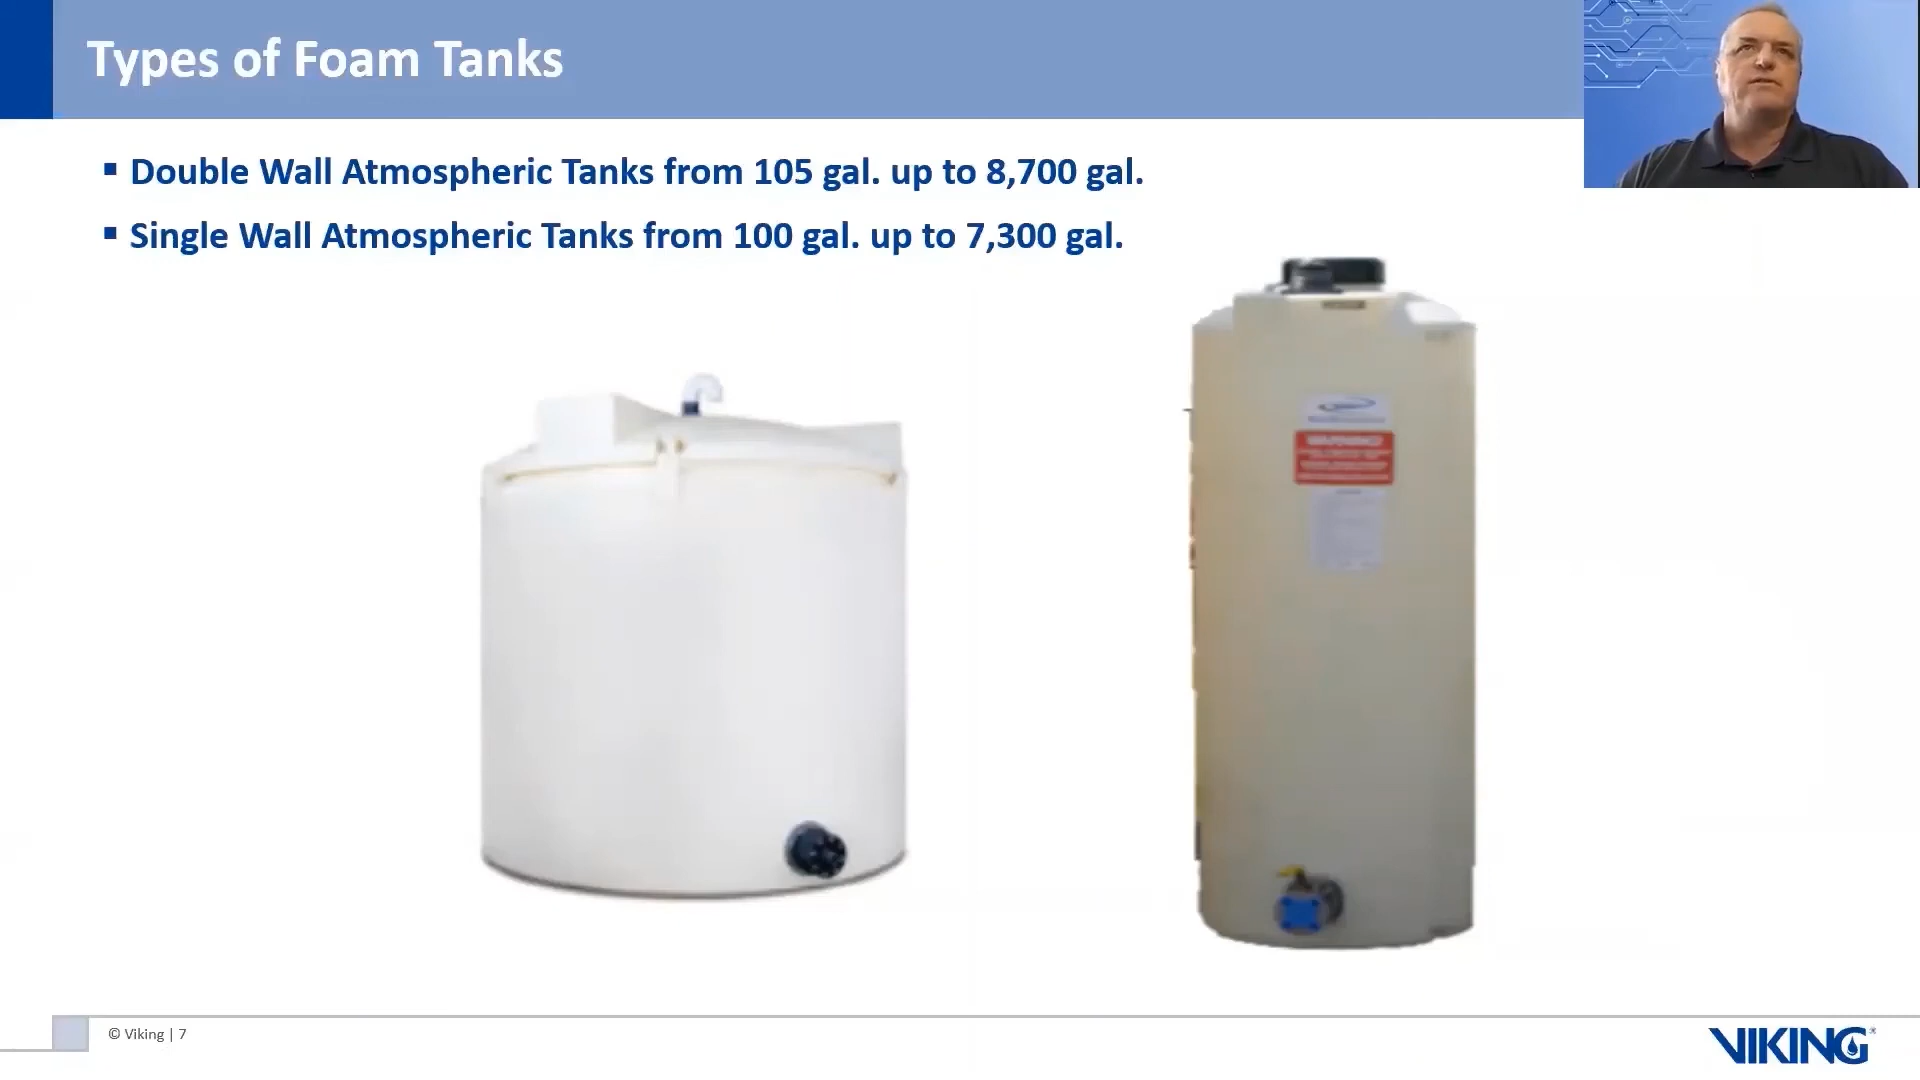 Types of Foam Tanks
▪ Double Wall Atmospheric Tanks from 105 gal. up to 8,700 gal.
▪ Single Wall Atmospheric Tanks from 100 gal. up to 7,300 gal.
© Viking | 7
VIKING